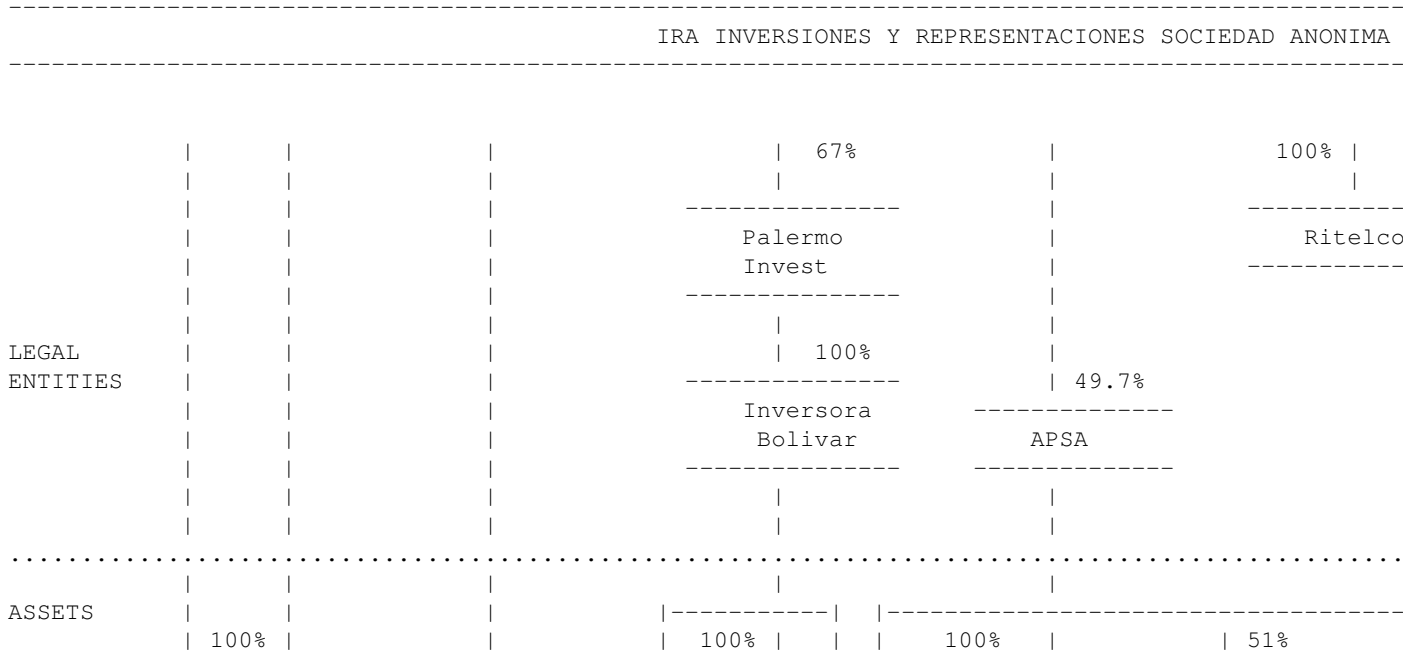 IRA INVERSIONES Y REPRESENTACIONES SOCIEDAD ANONIMA
67% 100%
Palermo Ritelco
Invest
LEGAL 100%
ENTITIES 49.7%
Inversora
Bolivar APSA
ASSETS
100% 100% 100% 51%